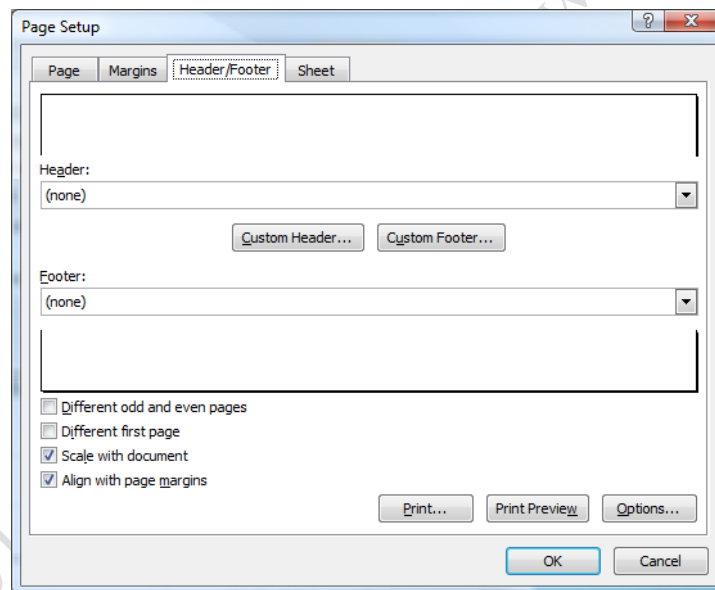 Page Setup
Page Margins Header/Footer Sheet
Header:
(none)
Custom Header... Custom Footer...
Footer:
(none)
Different odd and even pages
Different first page
Scale with document
Align with page margins
Print... Print Preview Options...
OK Cancel